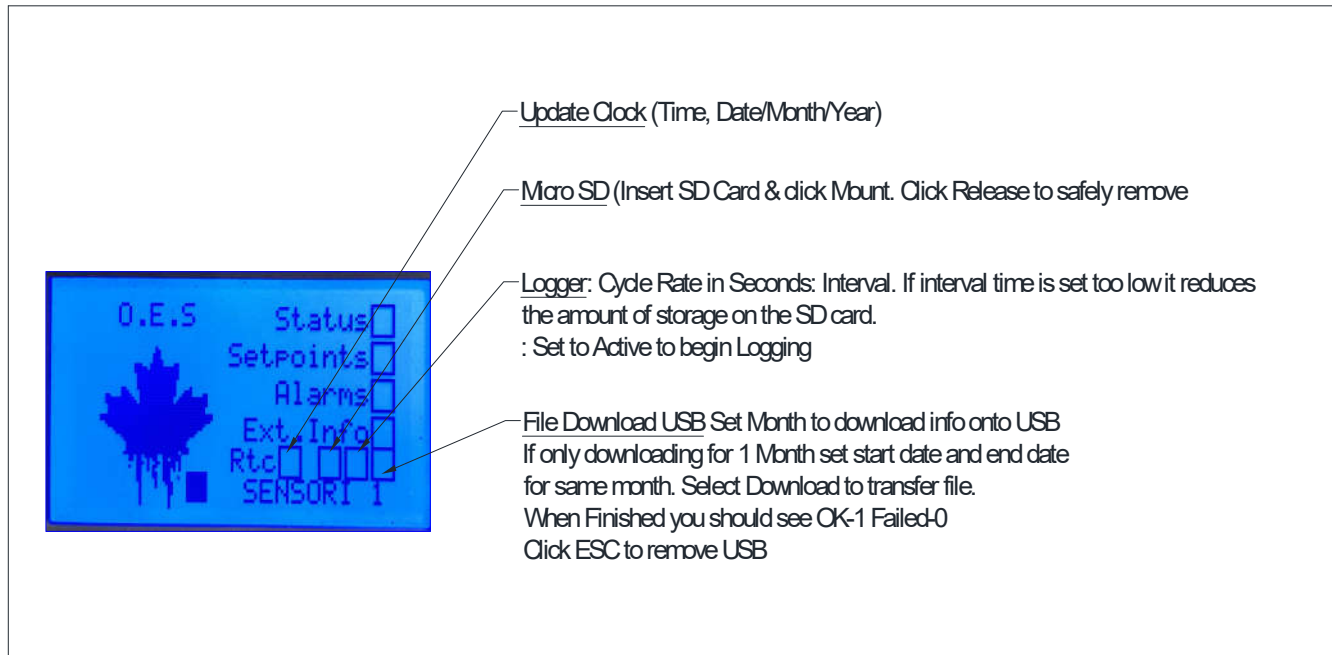 Update Clock (Time, Date/Month/Year)
Micro SD (Insert SD Card & click Mount. Click Release to safely remove
Logger: Cycle Rate in Seconds: Interval. If interval time is set too low it reduces
the amount of storage on the SD card.
: Set to Active to begin Logging
File Download USB Set Month to download info onto USB
If only downloading for 1 Month set start date and end date
for same month. Select Download to transfer file.
When Finished you should see OK-1 Failed-0
Click ESC to remove USB
O.E.S
Status
Setpoints
Alarms
Ext.Info
Rtc
SENSORI 1